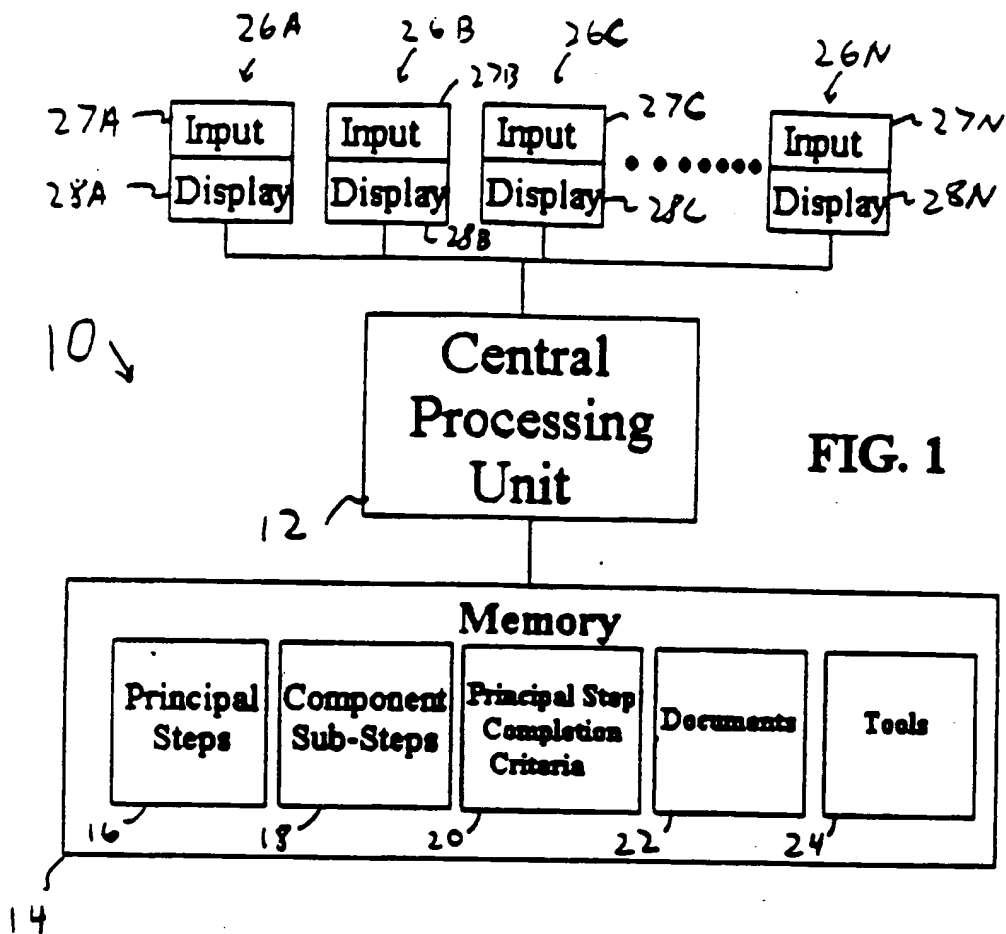 26A 26B 26C 26N
27A 27B 27C 27N
Input Input Input Input
28A Display Display Display Display
28B 28C 28N
10
Central
Processing
Unit
12
FIG. 1
Memory
Principal
Steps
Component
Sub-Steps
Principal Step
Completion
Criteria
Documents
Tools
16 18 20 22 24
14